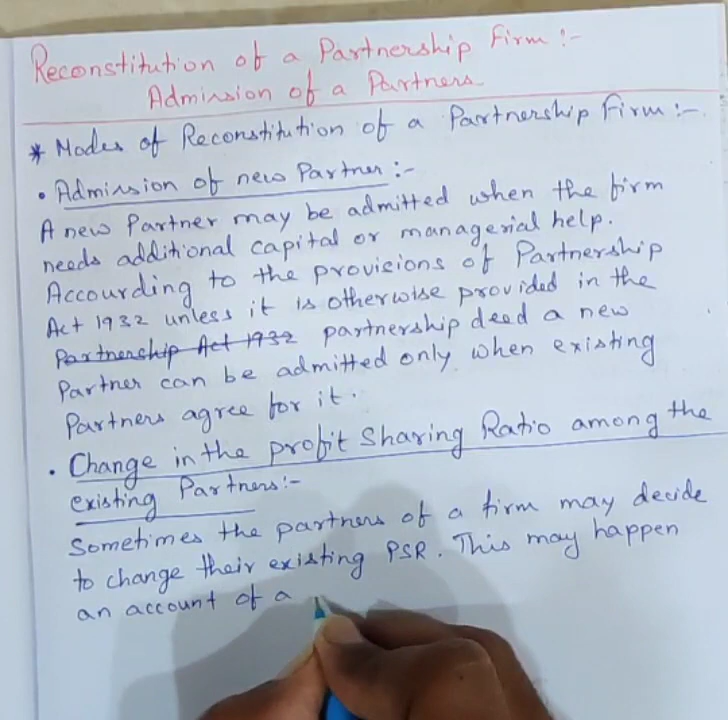 Reconstitution of a Partnership Firm :-
Admission of a Partners
* Modes of Reconstitution of a Partnership Firm :-
• Admission of new Partner :-
A new Partner may be admitted when the firm
needs additional capital or managerial help.
Accourding to the provisions of Partnership
Act 1932 unless it is otherwise provided in the
Partnership Act 1932 partnership deed a new
Partner can be admitted only when existing
Partners agree for it.
• Change in the profit Sharing Ratio among the
existing Partners :-
Sometimes the partners of a firm may decide
to change their existing PSR. This may happen
an account of a